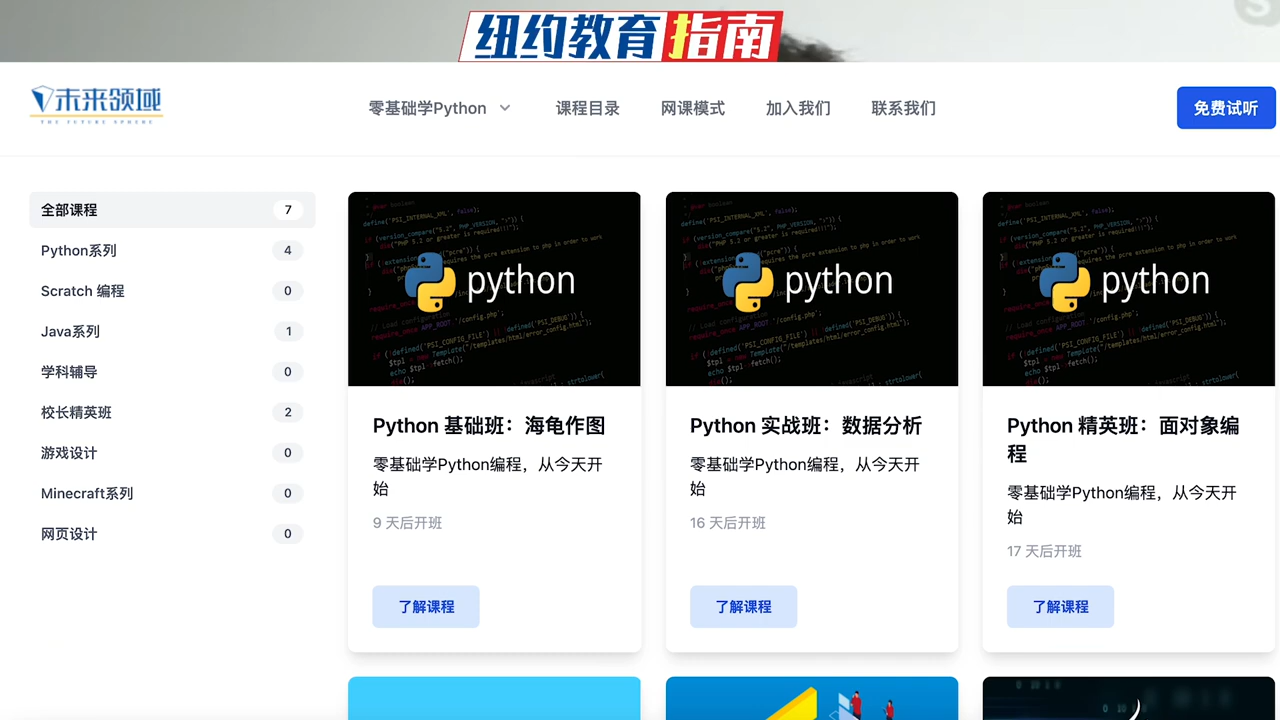 纽约教育指南
未来领域
THE FUTURE SPHERE
零基础学Python
课程目录
网课模式
加入我们
联系我们
免费试听
全部课程 7
Python系列 4
Scratch 编程 0
Java系列 1
学科辅导 0
校长精英班 2
游戏设计 0
Minecraft系列 0
网页设计 0
python
Python 基础班：海龟作图
零基础学Python编程，从今天开
始
9 天后开班
了解课程
python
Python 实战班：数据分析
零基础学Python编程，从今天开
始
16 天后开班
了解课程
python
Python 精英班：面对象编
程
零基础学Python编程，从今天开
始
17 天后开班
了解课程